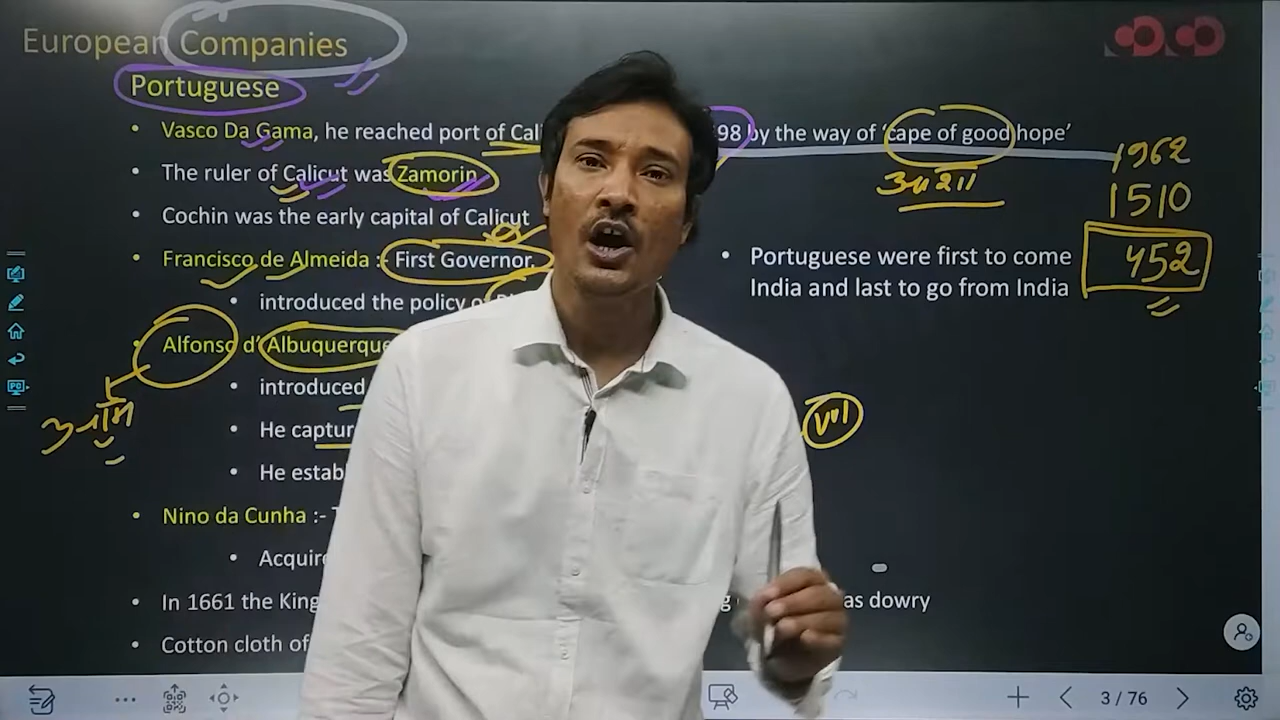 European Companies
Portuguese
• Vasco Da Gama, he reached port of Cal 98 by the way of ‘cape of good hope’
1962
• The ruler of Calicut was Zamorin
आशा
1510
• Cochin was the early capital of Calicut
• Francisco de Almeida :- First Governor.
• Portuguese were first to come
452
India and last to go from India
• introduced the policy o
• Alfonso d' Albuquerque
• introduced
• He captur
• He estab
• Nino da Cunha :-
• Acquire
• In 1661 the King as dowry
• Cotton cloth of
3 / 76